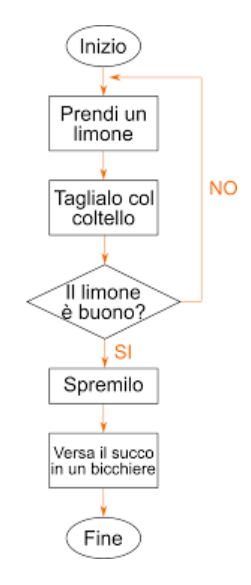 Inizio
Prendi un
limone
NO
Taglialo col
coltello
Il limone
è buono?
SI
Spremilo
Versa il succo
in un bicchiere
Fine